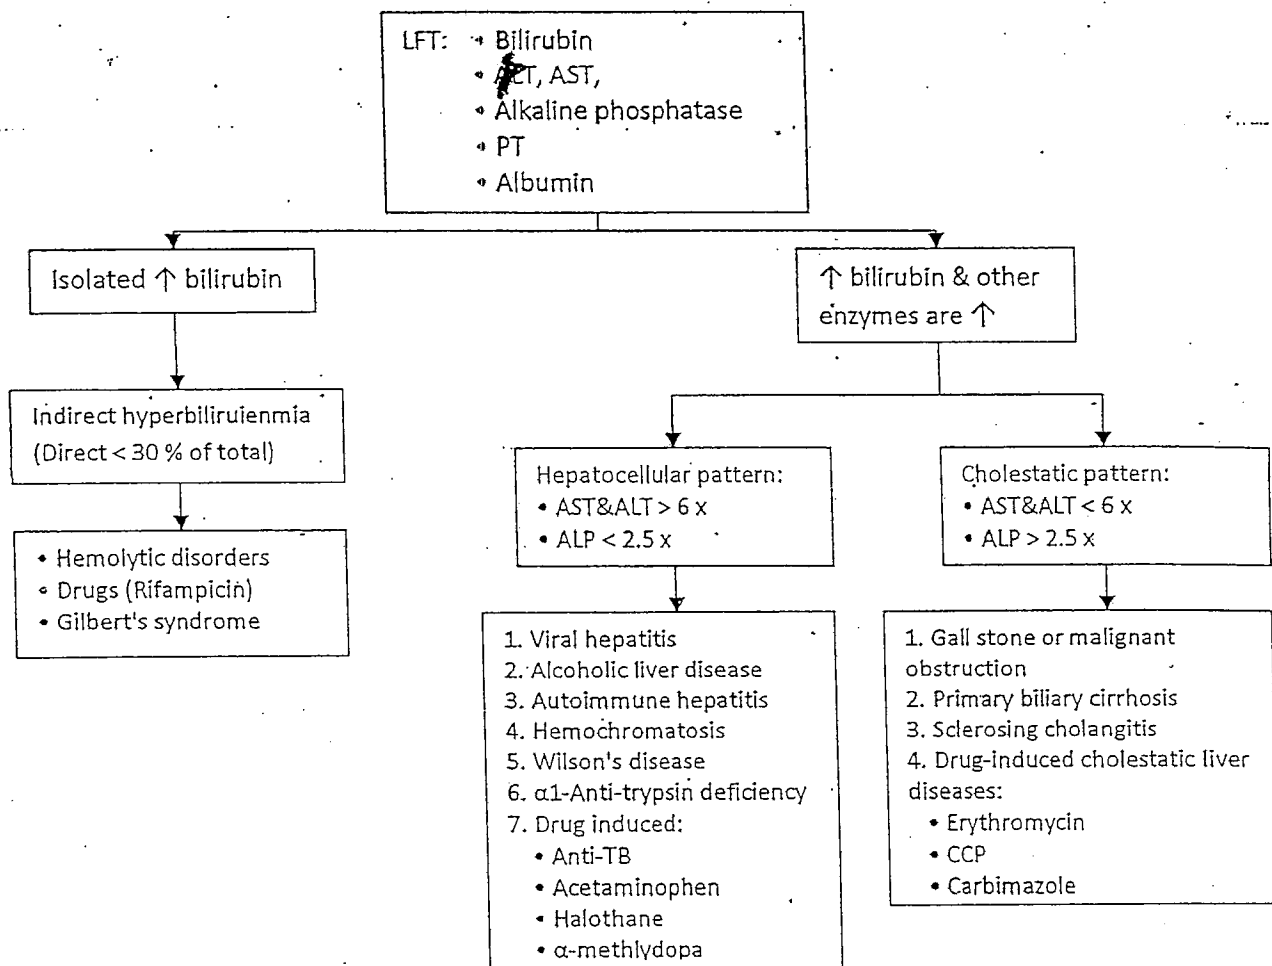 LFT: • Bilirubin
• ALT, AST,
• Alkaline phosphatase
• PT
• Albumin
Isolated ↑ bilirubin
Indirect hyperbiliruienmia
(Direct < 30 % of total)
• Hemolytic disorders
• Drugs (Rifampicin)
• Gilbert's syndrome
↑ bilirubin & other
enzymes are ↑
Hepatocellular pattern:
• AST&ALT > 6 x
• ALP < 2.5 x
1. Viral hepatitis
2. Alcoholic liver disease
3. Autoimmune hepatitis
4. Hemochromatosis
5. Wilson's disease
6. α1-Anti-trypsin deficiency
7. Drug induced:
• Anti-TB
• Acetaminophen
• Halothane
• α-methlydopa
Cholestatic pattern:
• AST&ALT < 6 x
• ALP > 2.5 x
1. Gall stone or malignant
obstruction
2. Primary biliary cirrhosis
3. Sclerosing cholangitis
4. Drug-induced cholestatic liver
diseases:
• Erythromycin
• CCP
• Carbimazole